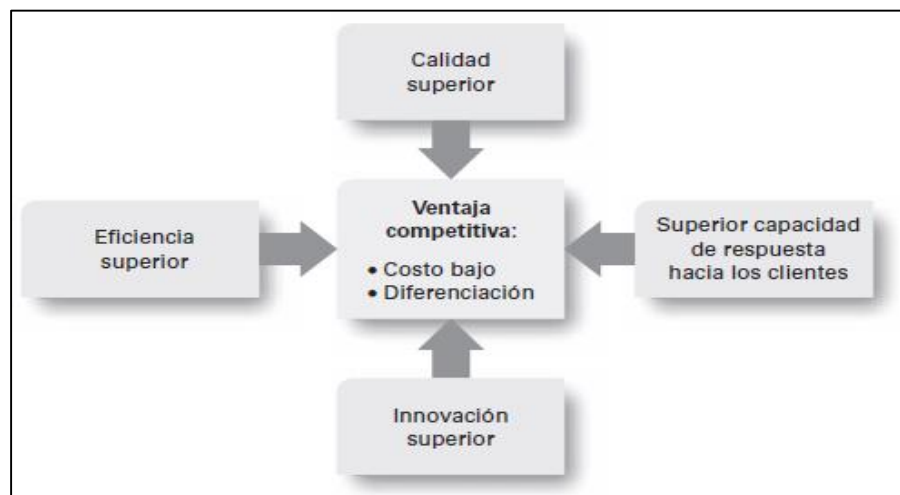 Calidad
superior
Eficiencia
superior
Ventaja
competitiva:
• Costo bajo
• Diferenciación
Superior capacidad
de respuesta
hacia los clientes
Innovación
superior